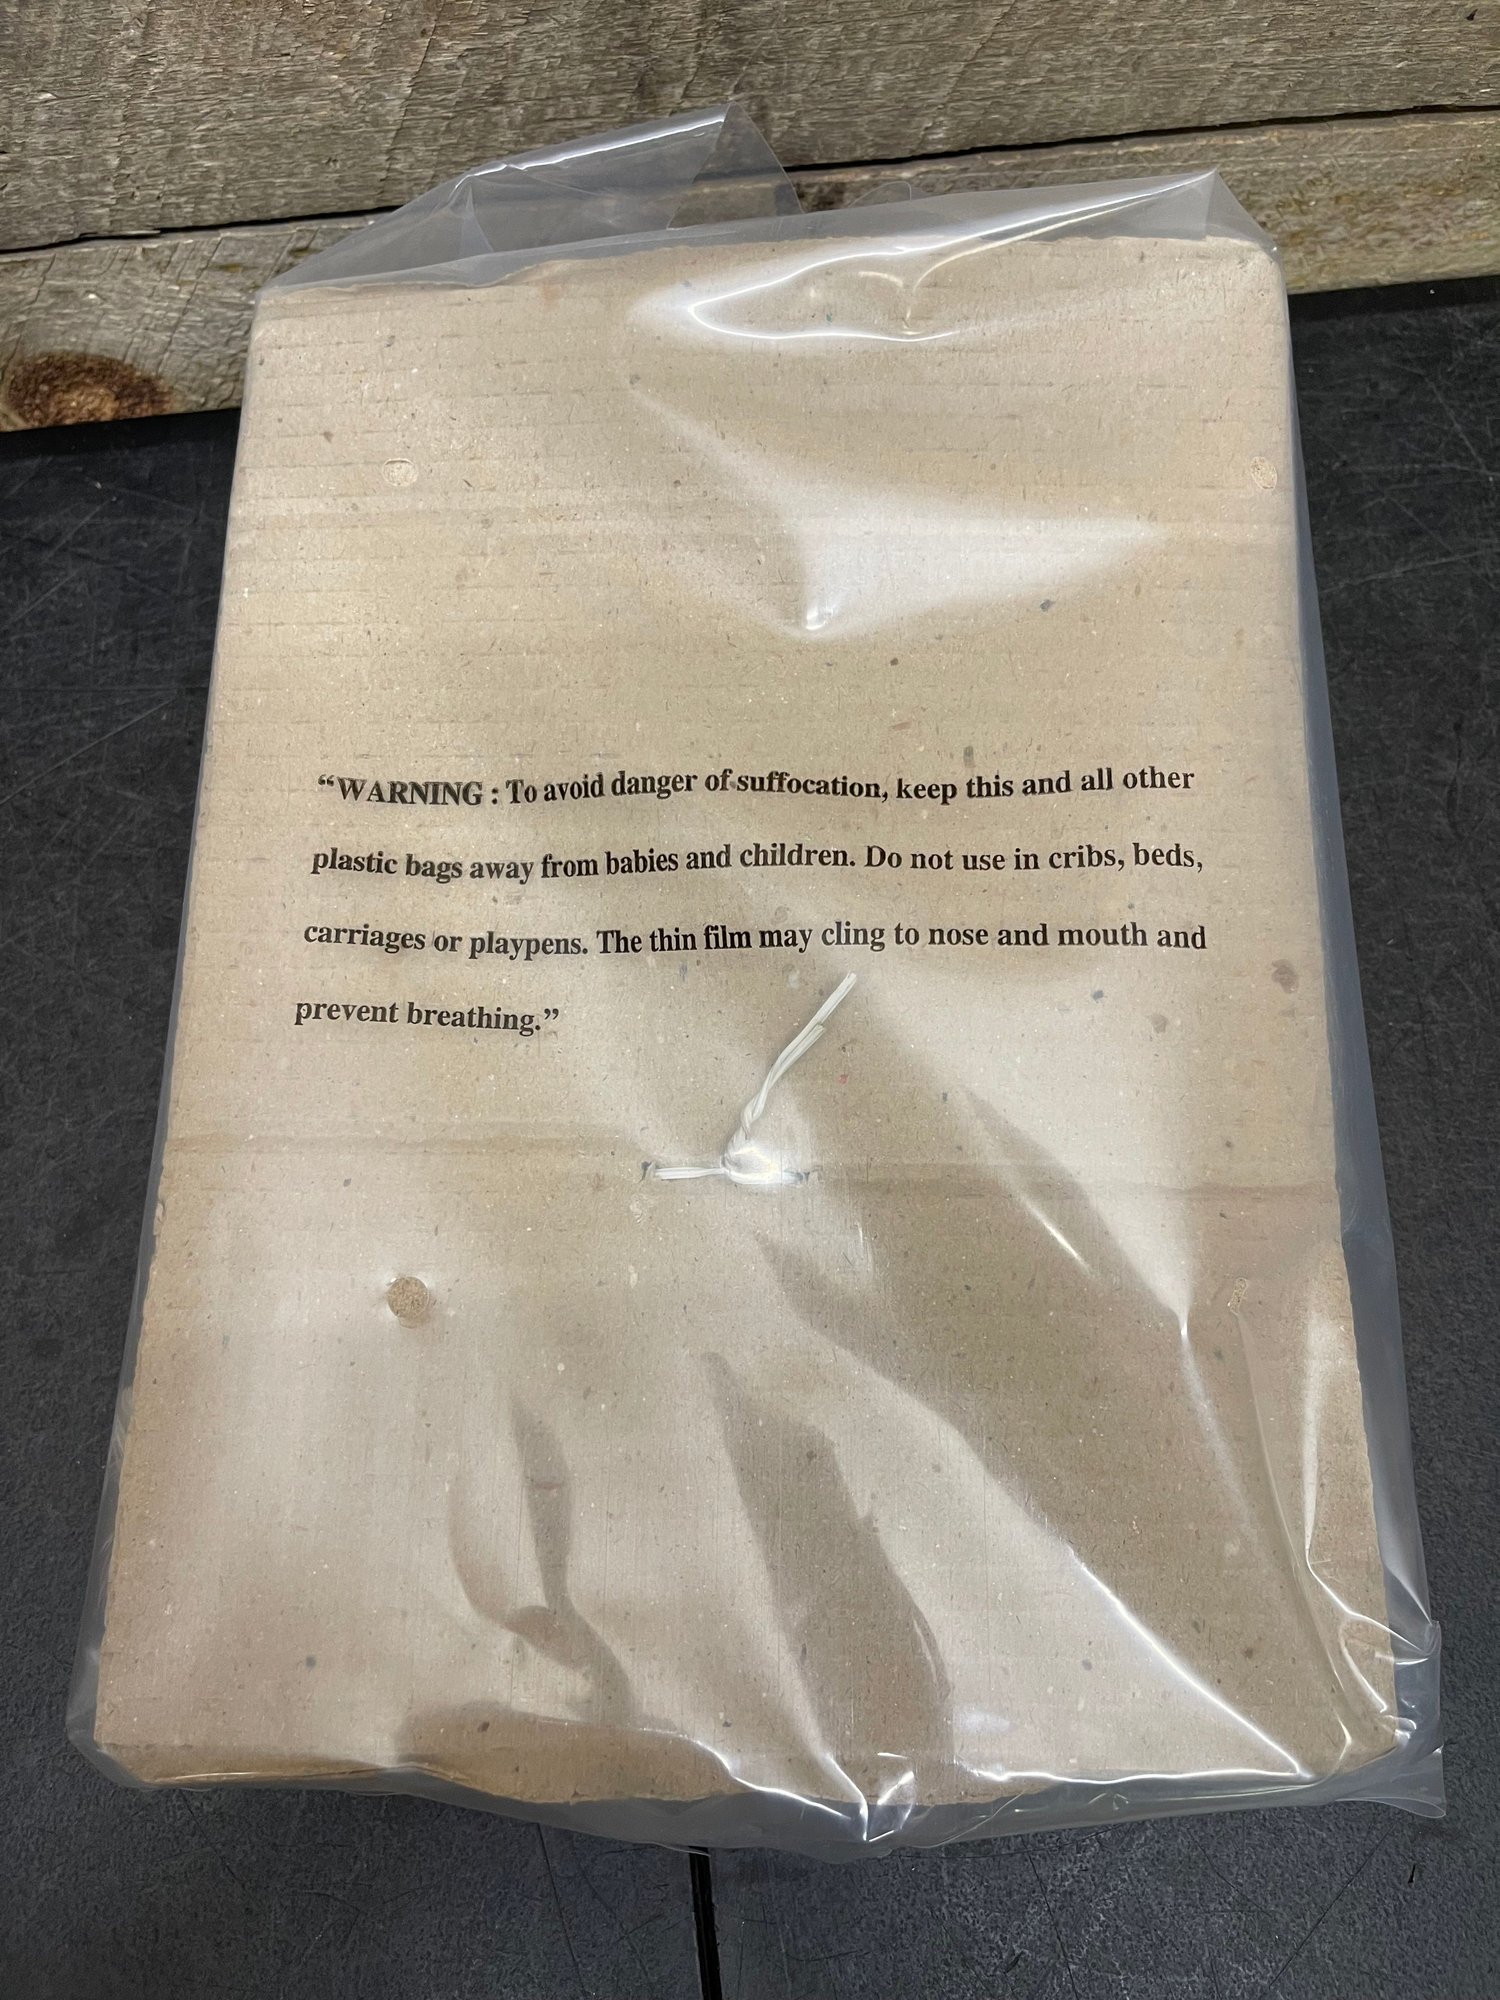 “WARNING : To avoid danger of suffocation, keep this and all other
plastic bags away from babies and children. Do not use in cribs, beds,
carriages or playpens. The thin film may cling to nose and mouth and
prevent breathing.”